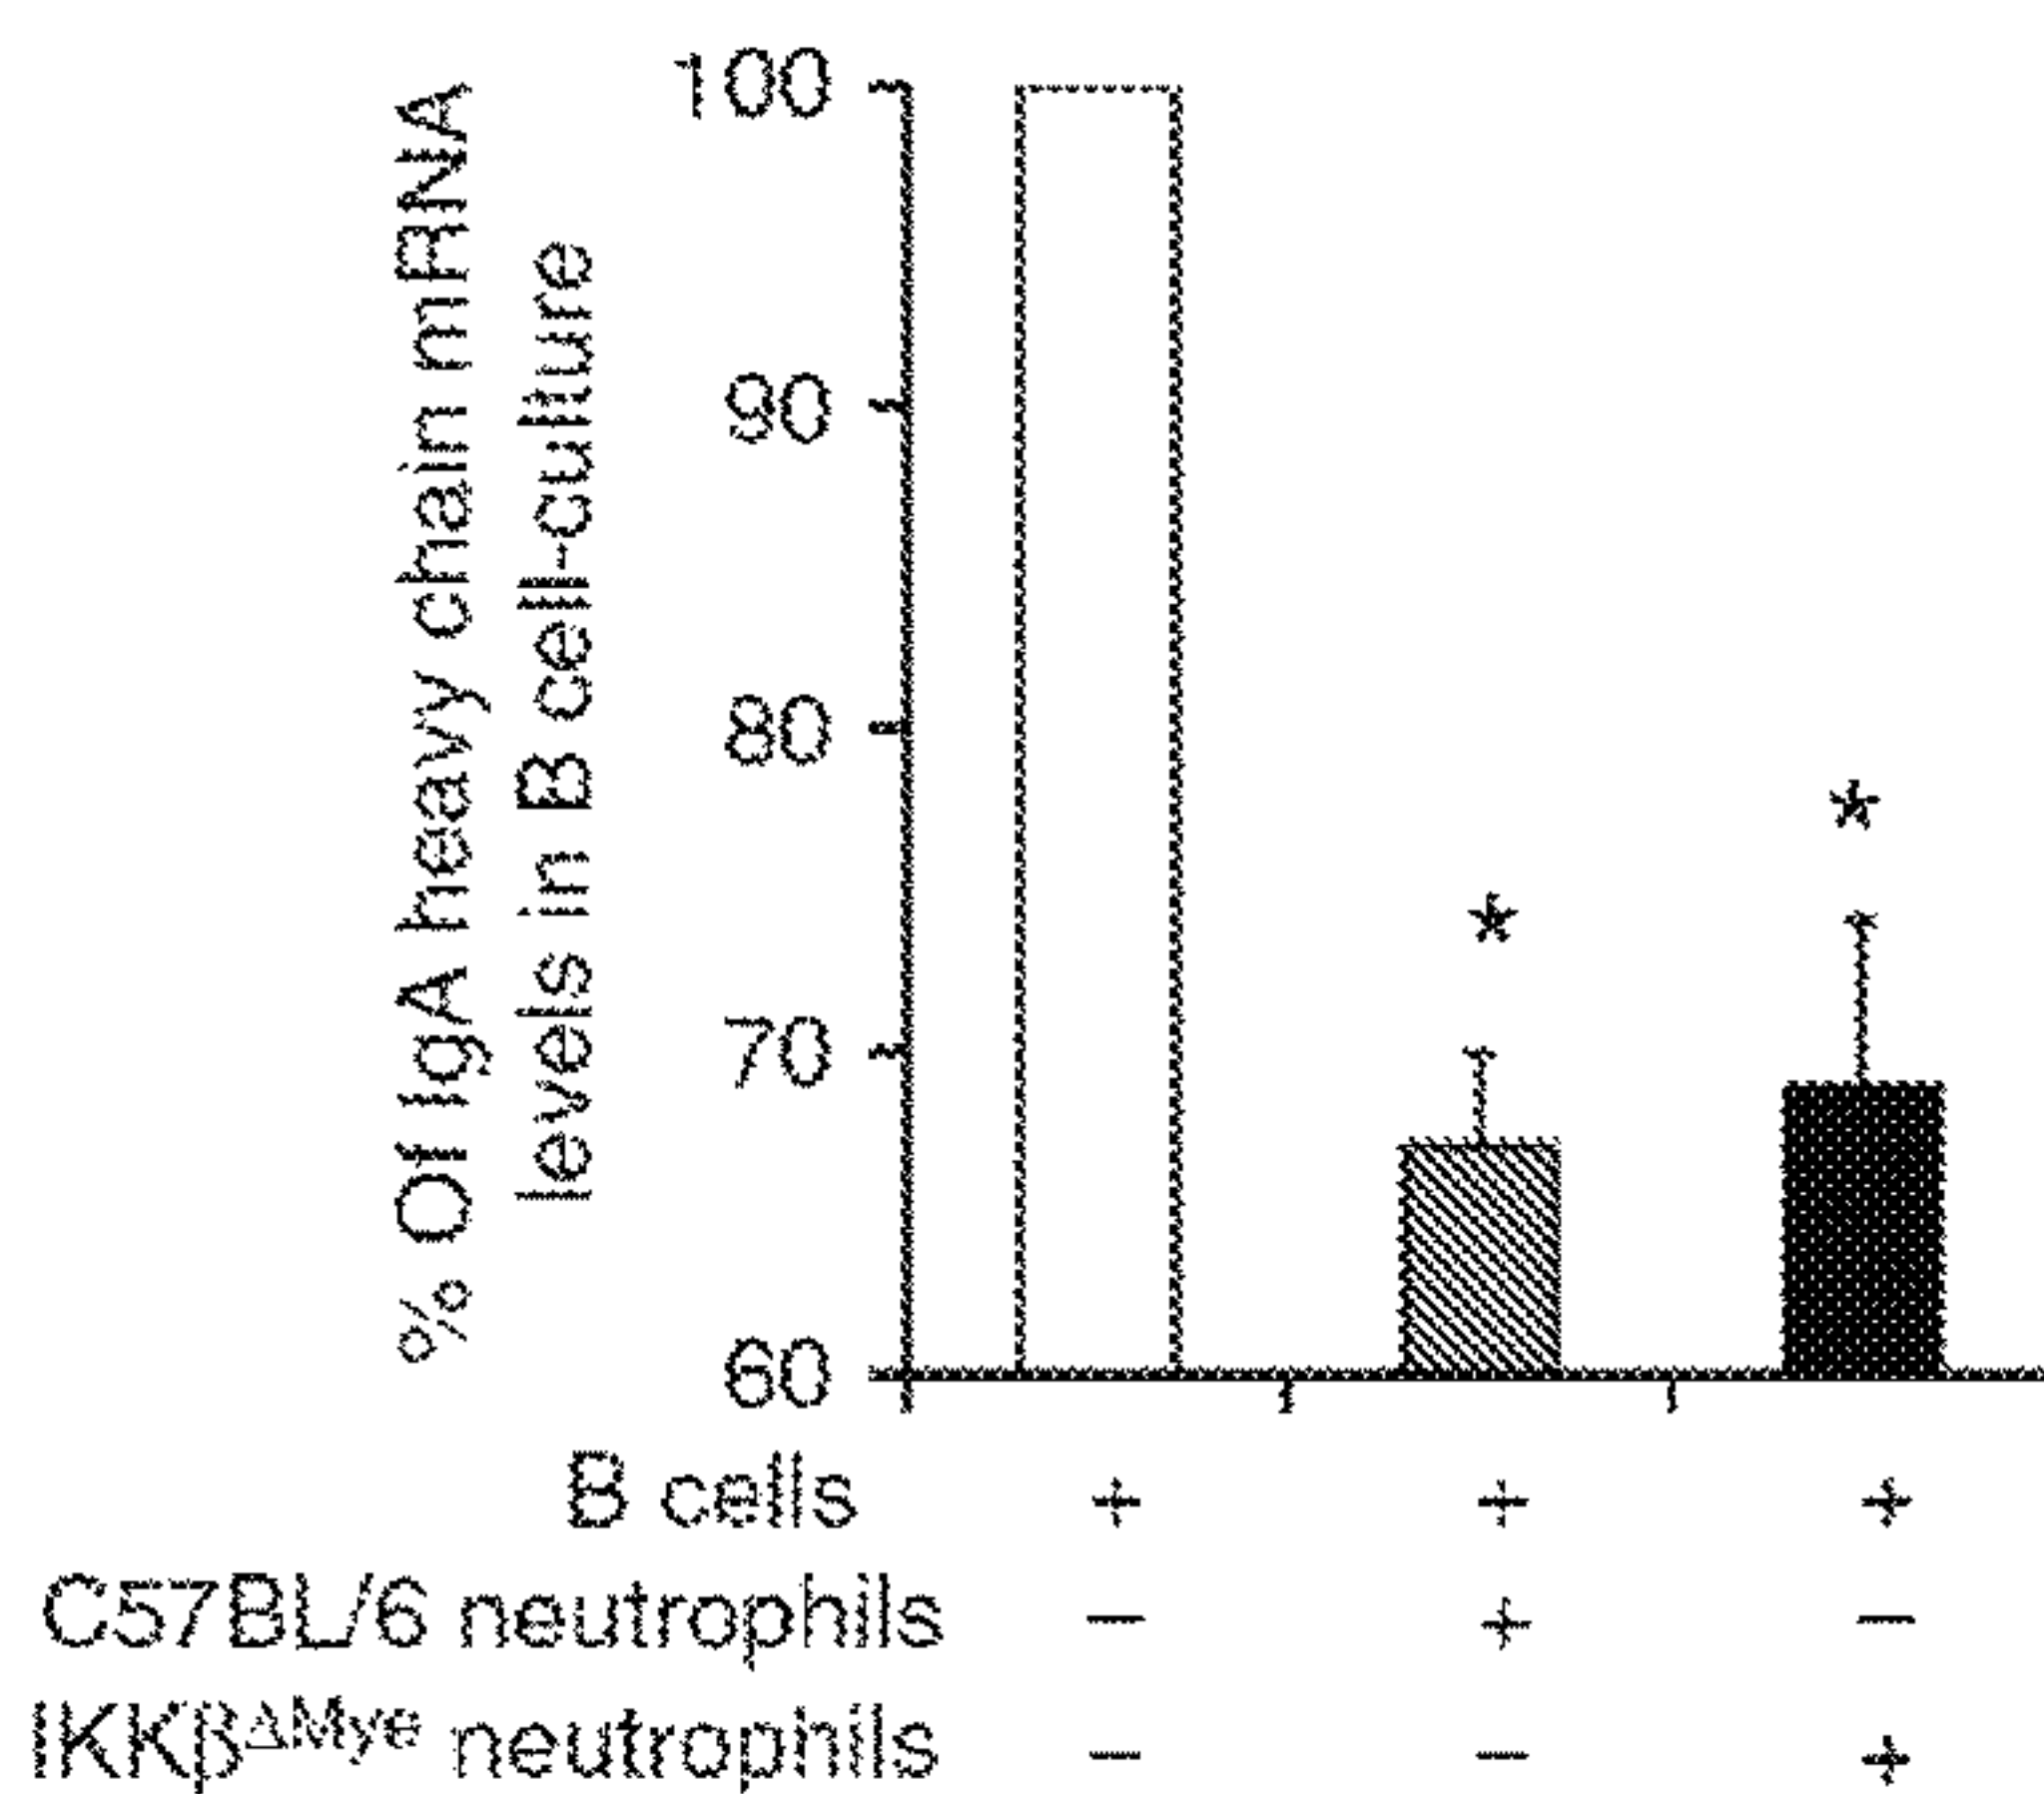 % Of IgA heavy chain mRNA
levels in B cell-culture
100
90
80
70
60
*
*
B cells + + +
C57BL/6 neutrophils – + –
IKKβΔMye neutrophils – – +